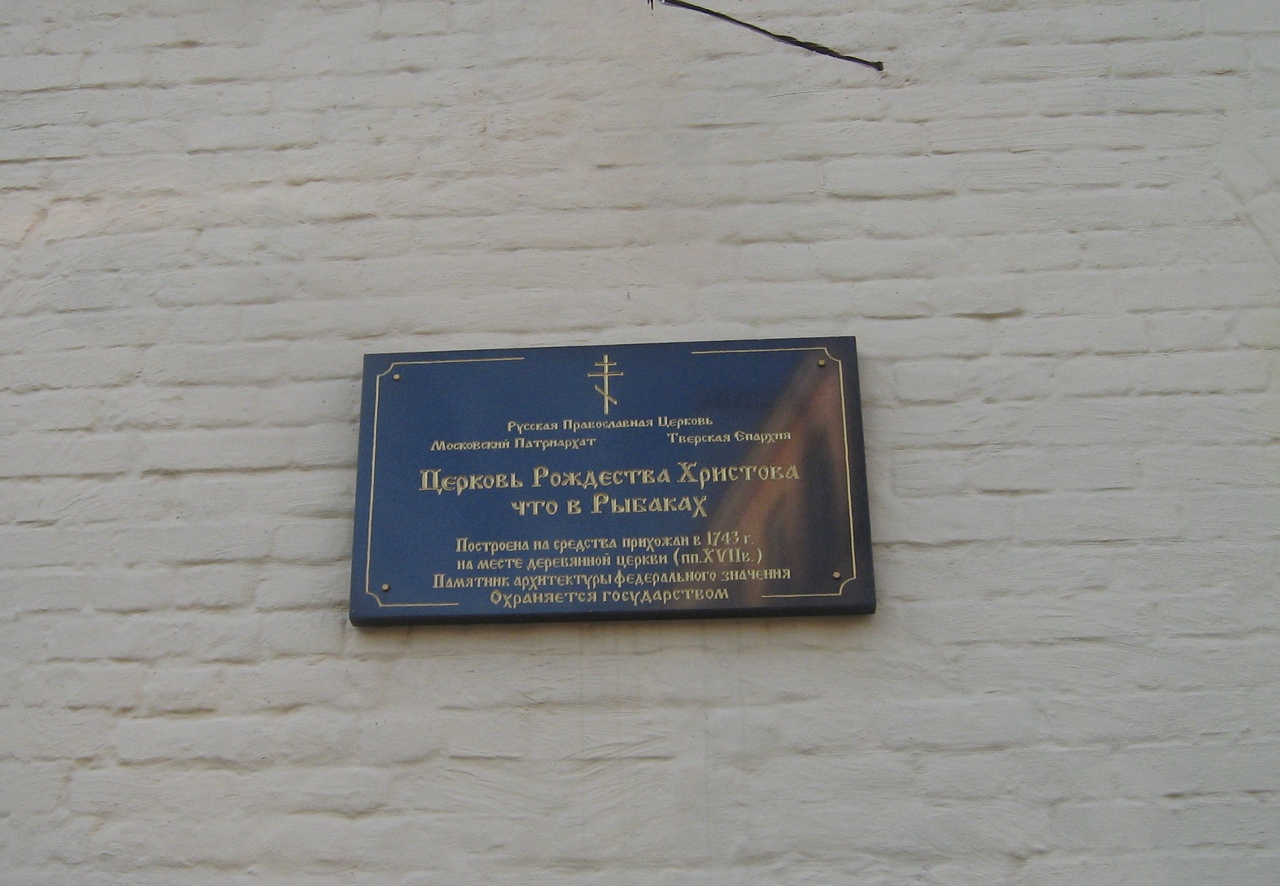 Русская Православная Церковь
Московский Патриархат Тверская Епархия
Церковь Рождества Христова
что в Рыбаках
Построена на средства прихожан в 1743 г.
на месте деревянной церкви (пп.XVIIв.)
Памятник архитектуры федерального значения
Охраняется государством